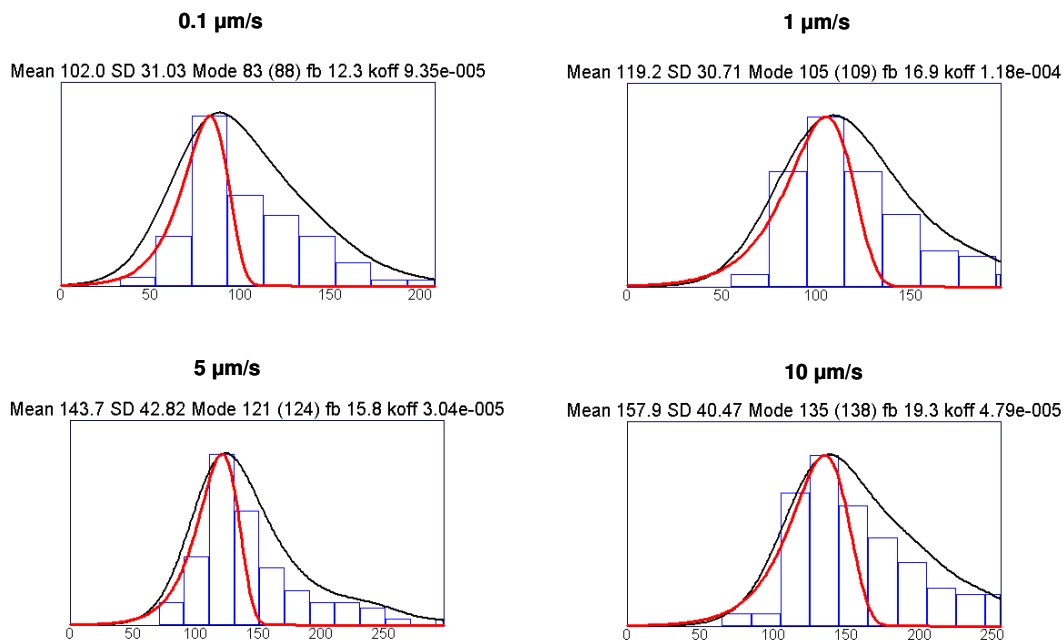 0.1 µm/s
Mean 102.0 SD 31.03 Mode 83 (88) fb 12.3 koff 9.35e-005
0 50 100 150 200
1 µm/s
Mean 119.2 SD 30.71 Mode 105 (109) fb 16.9 koff 1.18e-004
0 50 100 150
5 µm/s
Mean 143.7 SD 42.82 Mode 121 (124) fb 15.8 koff 3.04e-005
0 50 100 150 200 250
10 µm/s
Mean 157.9 SD 40.47 Mode 135 (138) fb 19.3 koff 4.79e-005
0 50 100 150 200 250